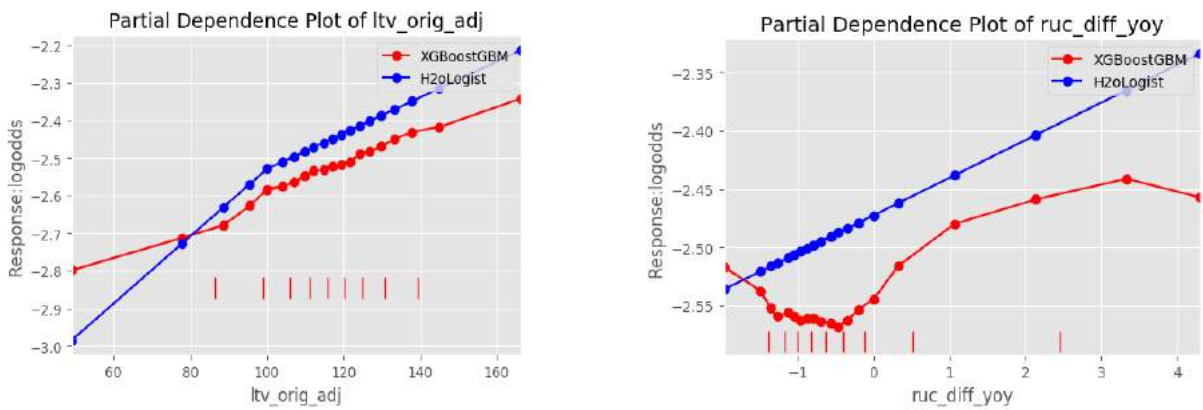 Partial Dependence Plot of ltv_orig_adj
XGBoostGBM
H2oLogist
−2.2
−2.3
−2.4
−2.5
−2.6
−2.7
−2.8
−2.9
−3.0
Response:logodds
60 80 100 120 140 160
ltv_orig_adj
Partial Dependence Plot of ruc_diff_yoy
XGBoostGBM
H2oLogist
−2.35
−2.40
−2.45
−2.50
−2.55
Response:logodds
−1 0 1 2 3 4
ruc_diff_yoy